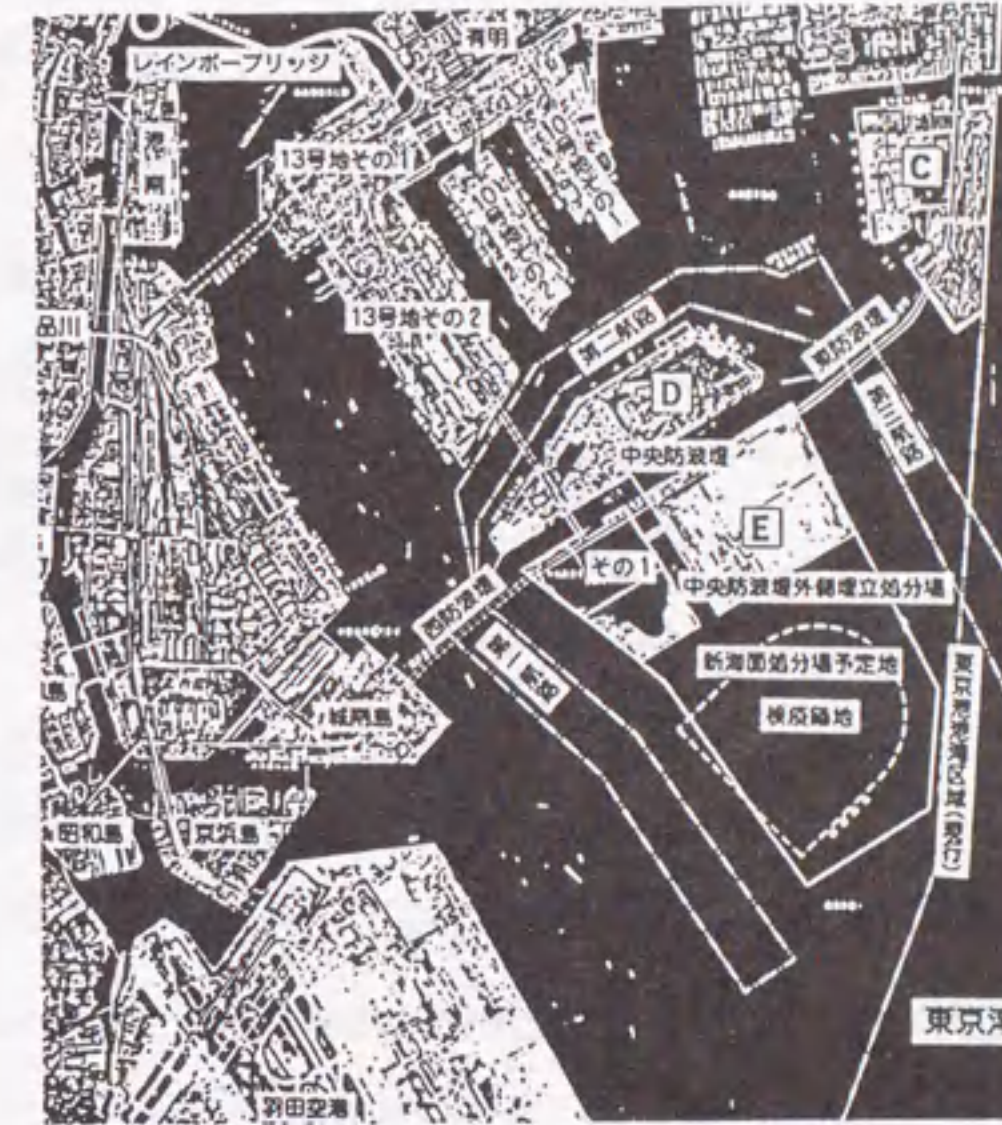 有明
レインボーブリッジ
13号地その1
C
品川
13号地その2
第二航路
東防波堤
D
第三航路
中央防波堤
E
その1
中央防波堤外側埋立処分場
西防波堤
第一航路
新海面処分場予定地
検原隔地
東京港港湾区域(現行)
城南島
島
昭和島
京浜島
東京湾
羽田空港